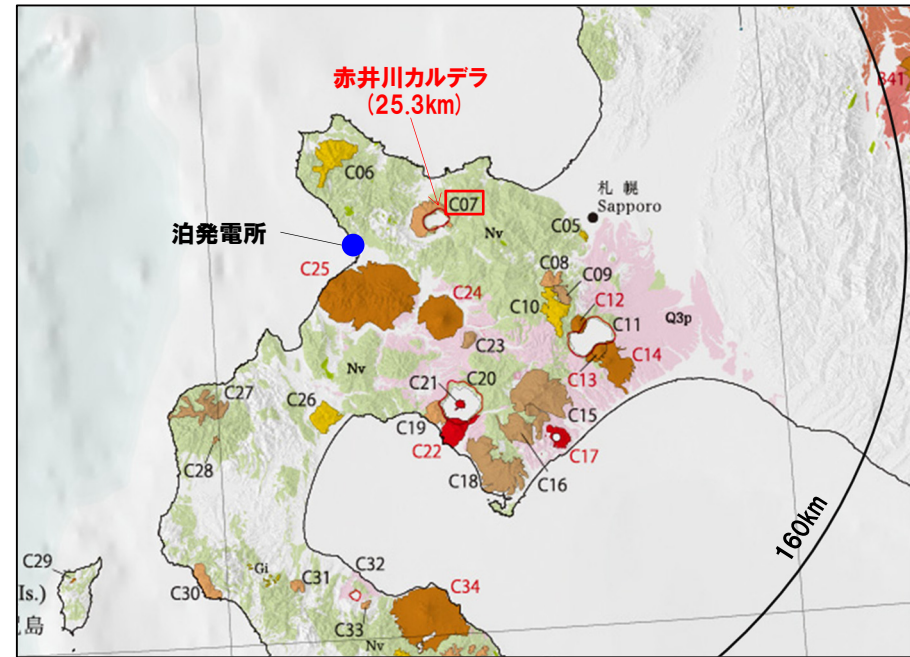 赤井川カルデラ
(25.3km)
B41
C06
C07
札 幌
Sapporo
Nv
C05
泊発電所
C25
C08
C09
C24
C10
C12
C11
Q3p
C23
C14
C13
Nv
C21
C20
C27
C26
C15
C19
C22
C17
C28
C18
C16
160km
C29
Gi
C32
C31
C34
Is.)
C30
島
C33
Nv